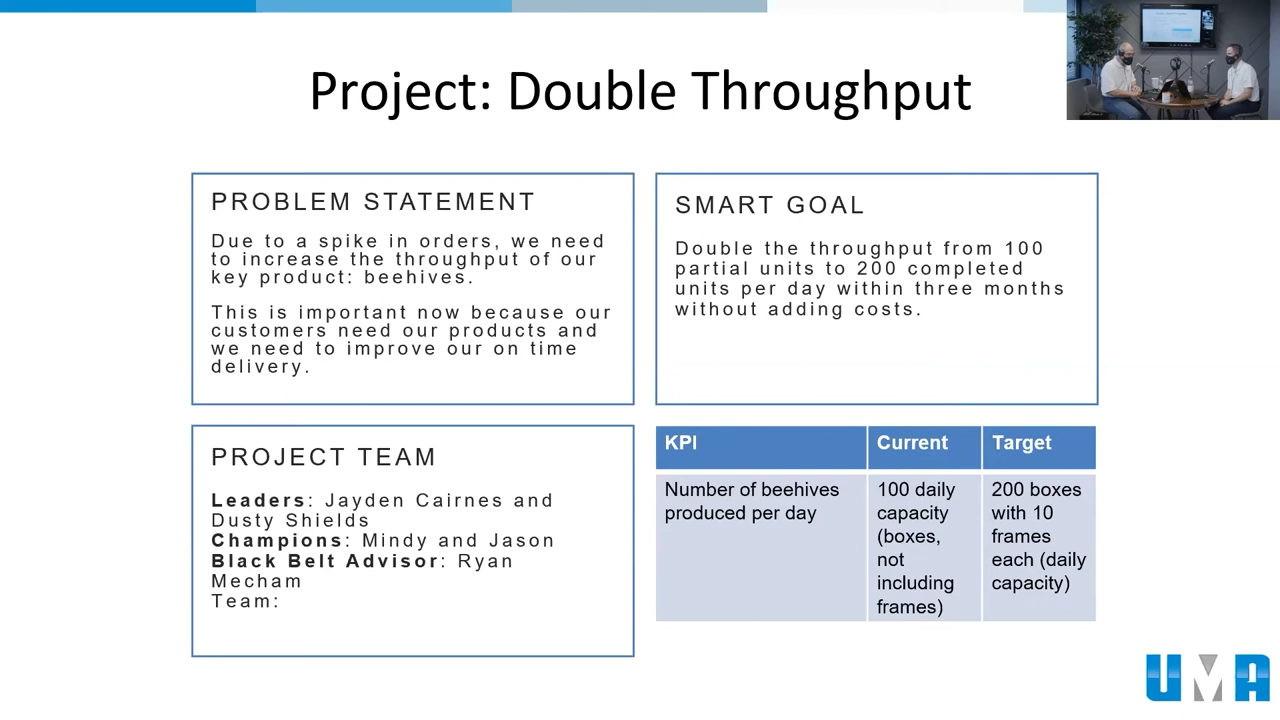 Project: Double Throughput
PROBLEM STATEMENT
Due to a spike in orders, we need
to increase the throughput of our
key product: beehives.
This is important now because our
customers need our products and
we need to improve our on time
delivery.
SMART GOAL
Double the throughput from 100
partial units to 200 completed
units per day within three months
without adding costs.
PROJECT TEAM
Leaders: Jayden Cairnes and
Dusty Shields
Champions: Mindy and Jason
Black Belt Advisor: Ryan
Mecham
Team:
KPI
Current
Target
Number of beehives
produced per day
100 daily
capacity
(boxes,
not
including
frames)
200 boxes
with 10
frames
each (daily
capacity)
UMA